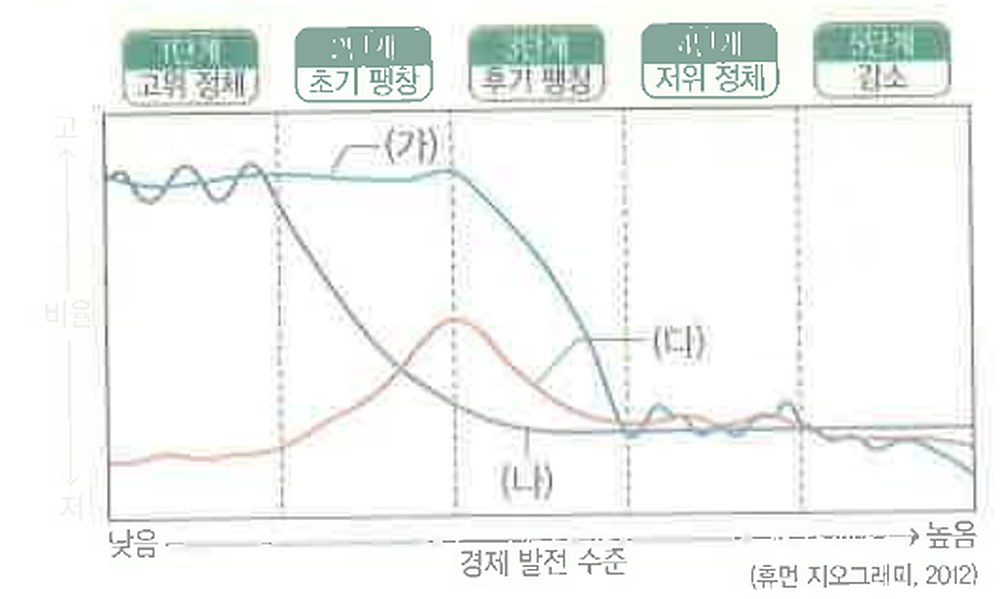 1단계
고위 정체
2단계
초기 팽창
3단계
후기 팽창
4단계
저위 정체
5단계
감소
고
비율
저
(가)
(다)
(나)
낮음
높음
경제 발전 수준
(휴먼 지오그래피, 2012)